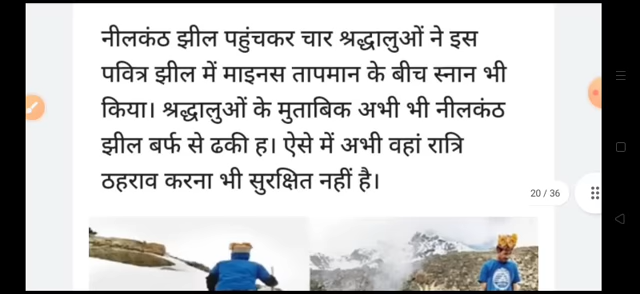 नीलकंठ झील पहुंचकर चार श्रद्धालुओं ने इस
पवित्र झील में माइनस तापमान के बीच स्नान भी
किया। श्रद्धालुओं के मुताबिक अभी भी नीलकंठ
झील बर्फ से ढकी ह। ऐसे में अभी वहां रात्रि
ठहराव करना भी सुरक्षित नहीं है।
20 / 36